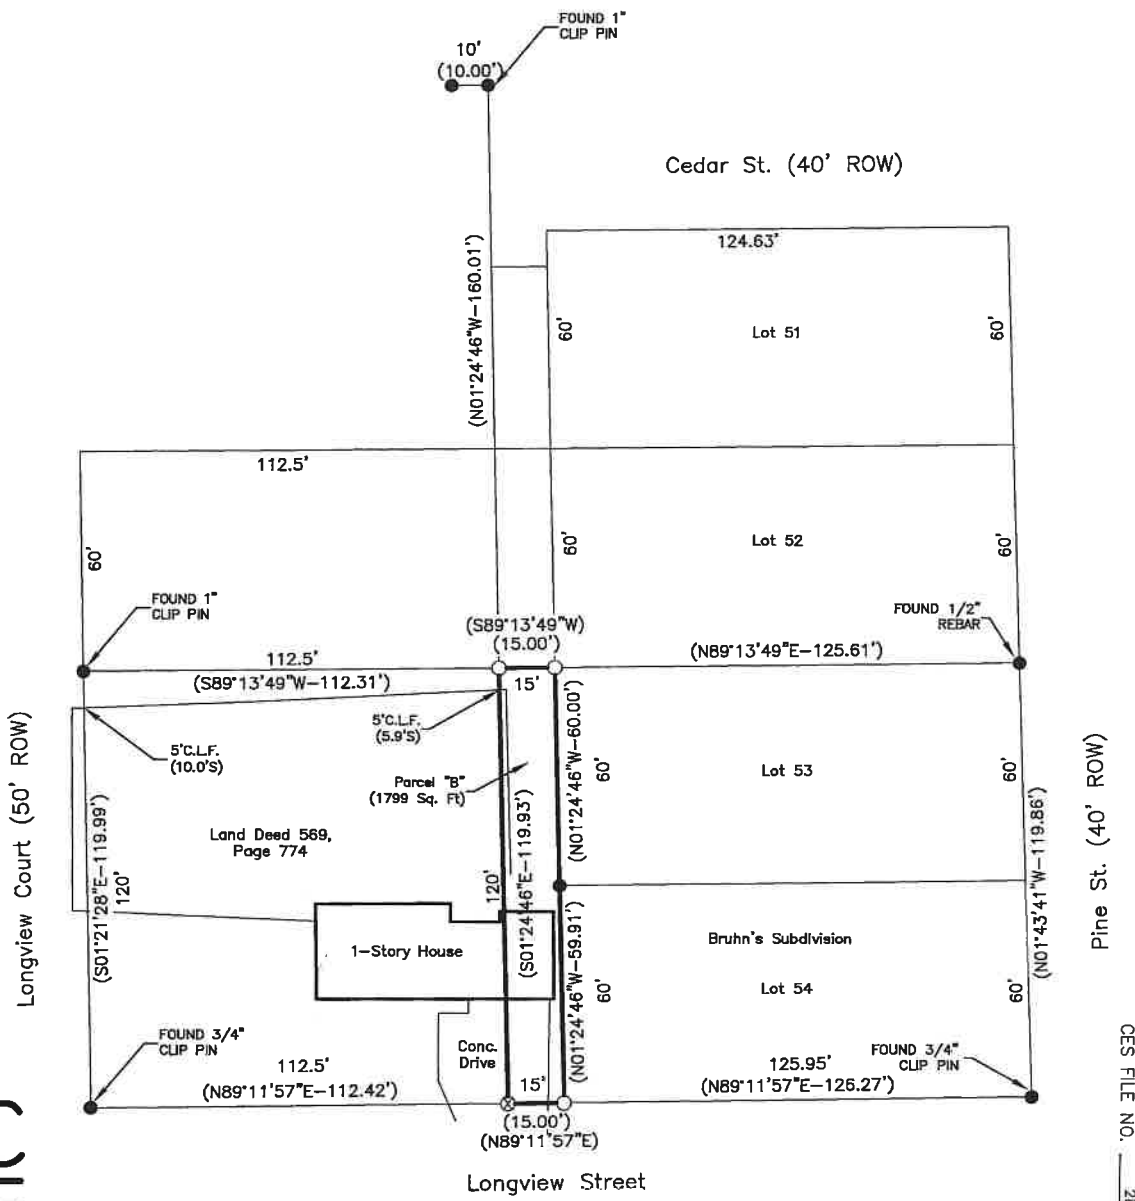 FOUND 1"
CLIP PIN
10'
(10.00')
Cedar St. (40' ROW)
124.63'
(N01°24'46"W-160.01')
60'
Lot 51
60'
112.5'
60'
60'
Lot 52
60'
FOUND 1"
CLIP PIN
FOUND 1/2"
REBAR
(S89°13'49"W)
(15.00')
112.5'
(S89°13'49"W-112.31')
15'
(N89°13'49"E-125.61')
5'C.L.F.
(5.9'S)
5'C.L.F.
(10.0'S)
Parcel "B"
(1799 Sq. Ft)
(N01°24'46"W-60.00')
60'
Lot 53
60'
Longview Court (50' ROW)
(S01°21'28"E-119.99')
120'
Land Deed 569,
Page 774
120'
(S01°24'46"E-119.93')
(N01°43'41"W-119.86')
Pine St. (40' ROW)
1-Story House
(N01°24'46"W-59.91')
60'
Bruhn's Subdivision
Lot 54
60'
FOUND 3/4"
CLIP PIN
Conc.
Drive
FOUND 3/4"
CLIP PIN
112.5'
(N89°11'57"E-112.42')
15'
(15.00')
(N89°11'57"E)
125.95'
(N89°11'57"E-126.27')
Longview Street
CES FILE NO.